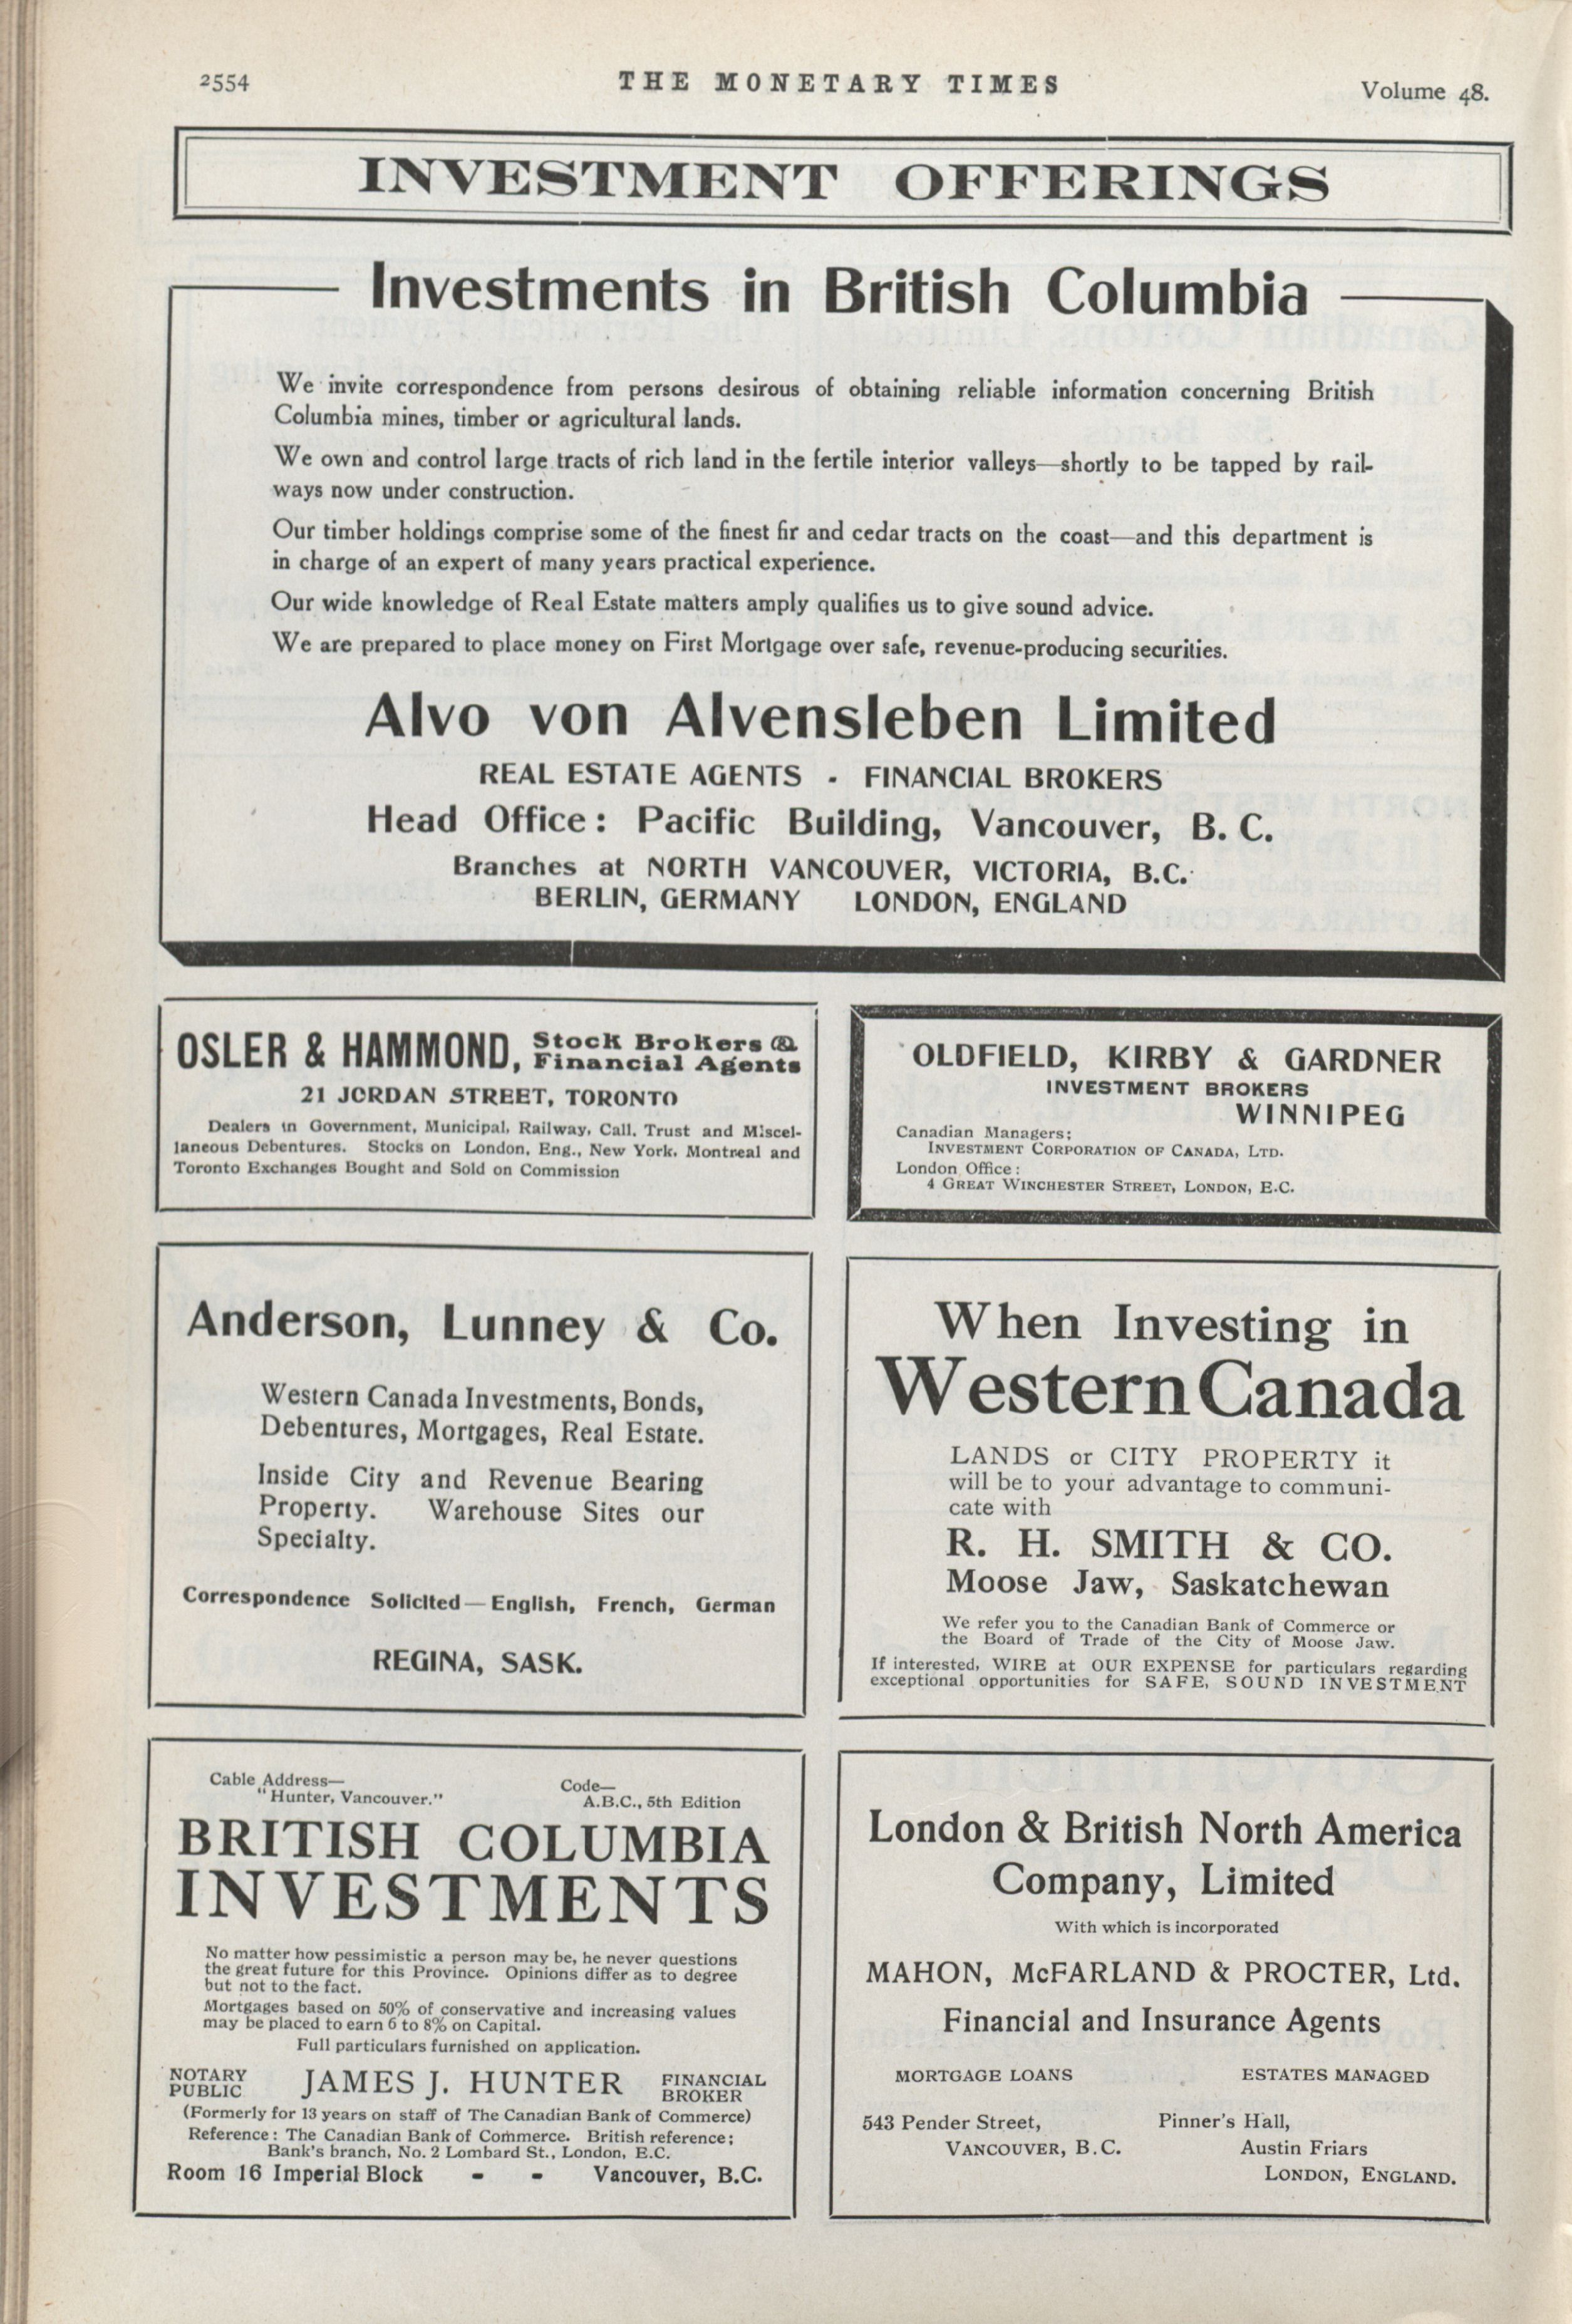 2554
THE MONETARY TIMES
Volume 48.
INVESTMENT OFFERINGS
Investments in British Columbia
We invite correspondence from persons desirous of obtaining reliable information concerning British
Columbia mines, timber or agricultural lands.
We own and control large tracts of rich land in the fertile interior valleys—shortly to be tapped by rail-
ways now under construction.
Our timber holdings comprise some of the finest fir and cedar tracts on the coast—and this department is
in charge of an expert of many years practical experience.
Our wide knowledge of Real Estate matters amply qualifies us to give sound advice.
We are prepared to place money on First Mortgage over safe, revenue-producing securities.
Alvo von Alvensleben Limited
REAL ESTATE AGENTS - FINANCIAL BROKERS
Head Office: Pacific Building, Vancouver, B. C.
Branches at NORTH VANCOUVER, VICTORIA, B.C.
BERLIN, GERMANY LONDON, ENGLAND
OSLER & HAMMOND, Stock Brokers &
Financial Agents
21 JORDAN STREET, TORONTO
Dealers in Government, Municipal, Railway, Call, Trust and Miscel-
laneous Debentures. Stocks on London, Eng., New York, Montreal and
Toronto Exchanges Bought and Sold on Commission
OLDFIELD, KIRBY & GARDNER
INVESTMENT BROKERS
WINNIPEG
Canadian Managers;
INVESTMENT CORPORATION OF CANADA, LTD.
London Office:
4 GREAT WINCHESTER STREET, LONDON, E.C.
Anderson, Lunney & Co.
Western Canada Investments, Bonds,
Debentures, Mortgages, Real Estate.
Inside City and Revenue Bearing
Property. Warehouse Sites our
Specialty.
Correspondence Solicited—English, French, German
REGINA, SASK.
When Investing in
Western Canada
LANDS or CITY PROPERTY it
will be to your advantage to communi-
cate with
R. H. SMITH & CO.
Moose Jaw, Saskatchewan
We refer you to the Canadian Bank of Commerce or
the Board of Trade of the City of Moose Jaw.
If interested, WIRE at OUR EXPENSE for particulars regarding
exceptional opportunities for SAFE, SOUND INVESTMENT
Cable Address—
"Hunter, Vancouver."
Code—
A.B.C., 5th Edition
BRITISH COLUMBIA
INVESTMENTS
No matter how pessimistic a person may be, he never questions
the great future for this Province. Opinions differ as to degree
but not to the fact.
Mortgages based on 50% of conservative and increasing values
may be placed to earn 6 to 8% on Capital.
Full particulars furnished on application.
NOTARY
PUBLIC
JAMES J. HUNTER
FINANCIAL
BROKER
(Formerly for 13 years on staff of The Canadian Bank of Commerce)
Reference: The Canadian Bank of Commerce. British reference;
Bank's branch, No. 2 Lombard St., London, E.C.
Room 16 Imperial Block - - Vancouver, B.C.
London & British North America
Company, Limited
With which is incorporated
MAHON, McFARLAND & PROCTER, Ltd.
Financial and Insurance Agents
MORTGAGE LOANS
ESTATES MANAGED
543 Pender Street,
VANCOUVER, B.C.
Pinner's Hall,
Austin Friars
LONDON, ENGLAND.